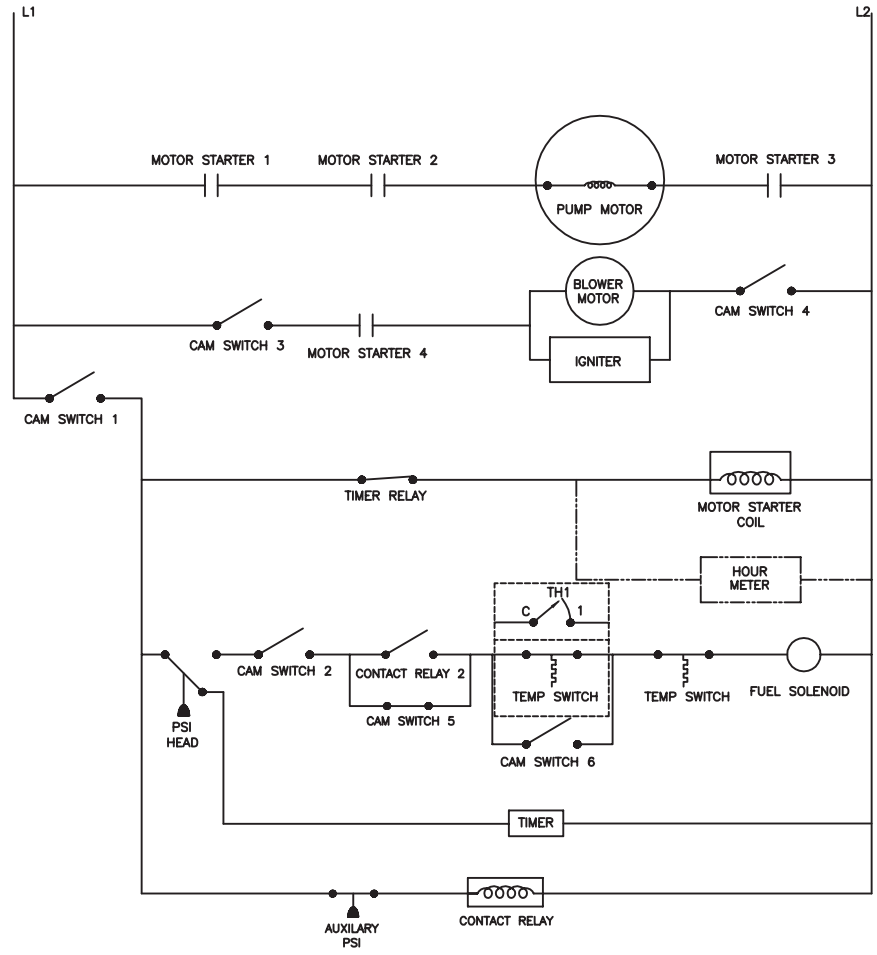 L1
L2
MOTOR STARTER 1
MOTOR STARTER 2
MOTOR STARTER 3
PUMP MOTOR
BLOWER
MOTOR
CAM SWITCH 4
CAM SWITCH 3
MOTOR STARTER 4
IGNITER
CAM SWITCH 1
TIMER RELAY
MOTOR STARTER
COIL
HOUR
METER
TH1
C
1
CAM SWITCH 2
CONTACT RELAY 2
TEMP SWITCH
TEMP SWITCH
FUEL SOLENOID
CAM SWITCH 5
PSI
HEAD
CAM SWITCH 6
TIMER
AUXILARY
PSI
CONTACT RELAY